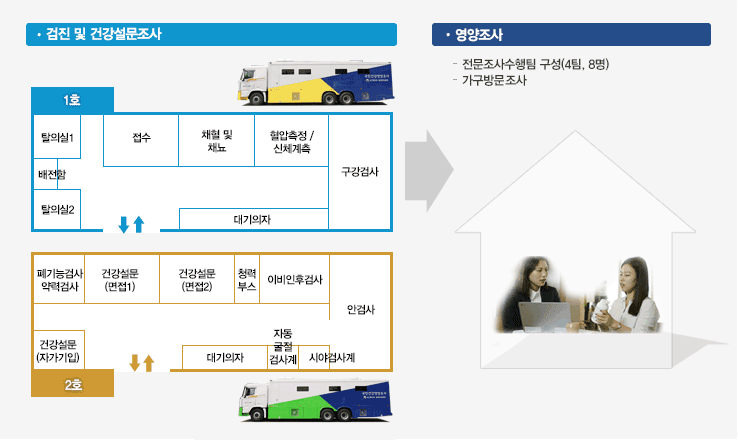 · 검진 및 건강설문조사
1호
탈의실1
접수
채혈 및
채뇨
혈압측정 /
신체계측
구강검사
배전함
탈의실2
대기의자
폐기능검사
악력검사
건강설문
(면접1)
건강설문
(면접2)
청력
부스
이비인후검사
안검사
건강설문
(자가기입)
대기의자
자동
굴절
검사계
시야검사계
2호
· 영양조사
- 전문조사수행팀 구성(4팀, 8명)
- 가구방문조사